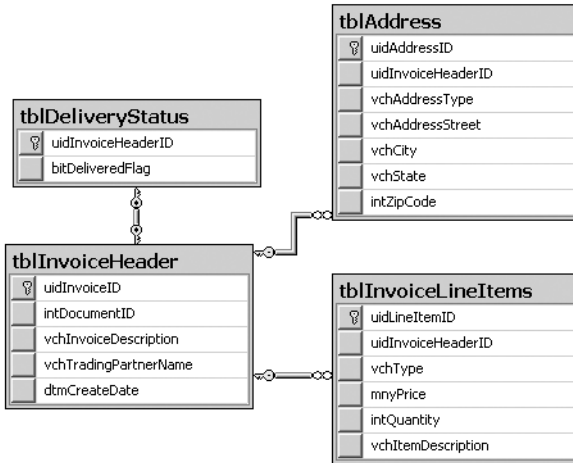 tblAddress
uidAddressID
uidInvoiceHeaderID
vchAddressType
vchAddressStreet
vchCity
vchState
intZipCode
tblDeliveryStatus
uidInvoiceHeaderID
bitDeliveredFlag
tblInvoiceHeader
uidInvoiceID
intDocumentID
vchInvoiceDescription
vchTradingPartnerName
dtmCreateDate
tblInvoiceLineItems
uidLineItemID
uidInvoiceHeaderID
vchType
mnyPrice
intQuantity
vchItemDescription